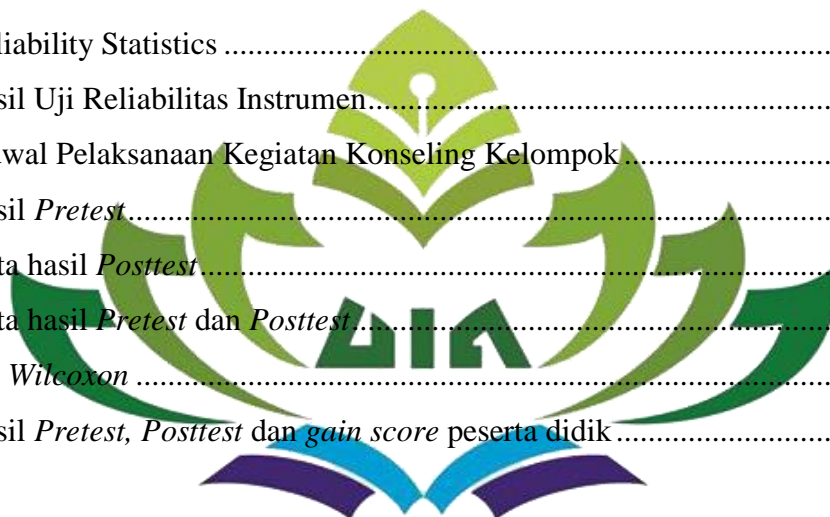 liability Statistics ....................................................................
sil Uji Reliabilitas Instrumen..........................................................
wal Pelaksanaan Kegiatan Konseling Kelompok .........................
sil Pretest..........................................................................................
ta hasil Posttest................................................................................
ta hasil Pretest dan Posttest.............................................................
Wilcoxon .........................................................................................
sil Pretest, Posttest dan gain score peserta didik ...........................
UIN